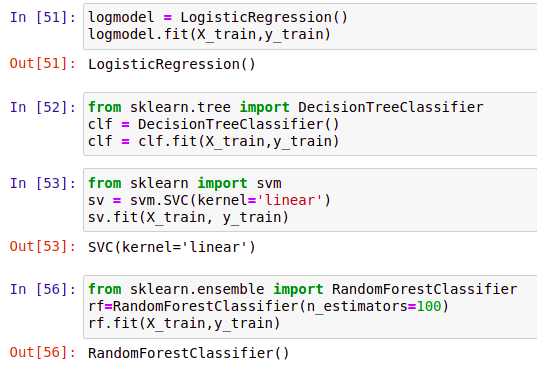 In [51]: logmodel = LogisticRegression()
logmodel.fit(X_train,y_train)
Out[51]: LogisticRegression()
In [52]: from sklearn.tree import DecisionTreeClassifier
clf = DecisionTreeClassifier()
clf = clf.fit(X_train,y_train)
In [53]: from sklearn import svm
sv = svm.SVC(kernel='linear')
sv.fit(X_train, y_train)
Out[53]: SVC(kernel='linear')
In [56]: from sklearn.ensemble import RandomForestClassifier
rf=RandomForestClassifier(n_estimators=100)
rf.fit(X_train,y_train)
Out[56]: RandomForestClassifier()